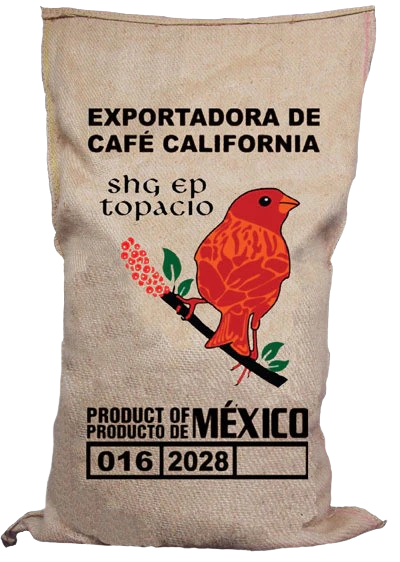 EXPORTADORA DE
CAFÉ CALIFORNIA
shg ep
topacio
PRODUCT OF
PRODUCTO DE MÉXICO
016 2028